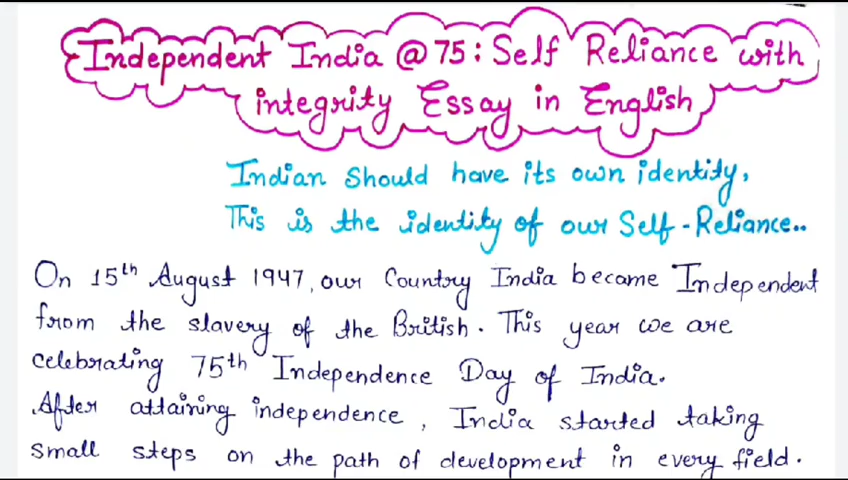 Independent India @ 75 : Self Reliance with
integrity Essay in English
Indian Should have its own identity,
This is the identity of our Self-Reliance..
On 15th August 1947, our Country India became Independent
from the slavery of the British. This year we are
celebrating 75th Independence Day of India.
After attaining independence, India started taking
small steps on the path of development in every field.